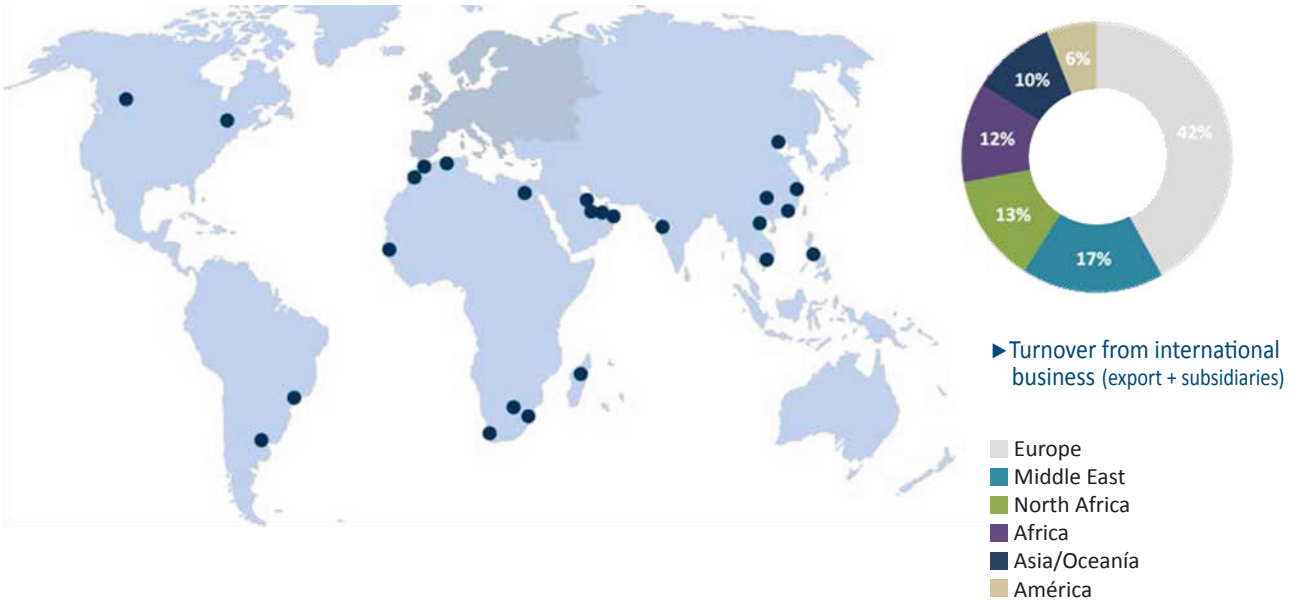 6%
10%
42%
12%
13%
17%
►Turnover from international
business (export + subsidiaries)
Europe
Middle East
North Africa
Africa
Asia/Oceanía
América